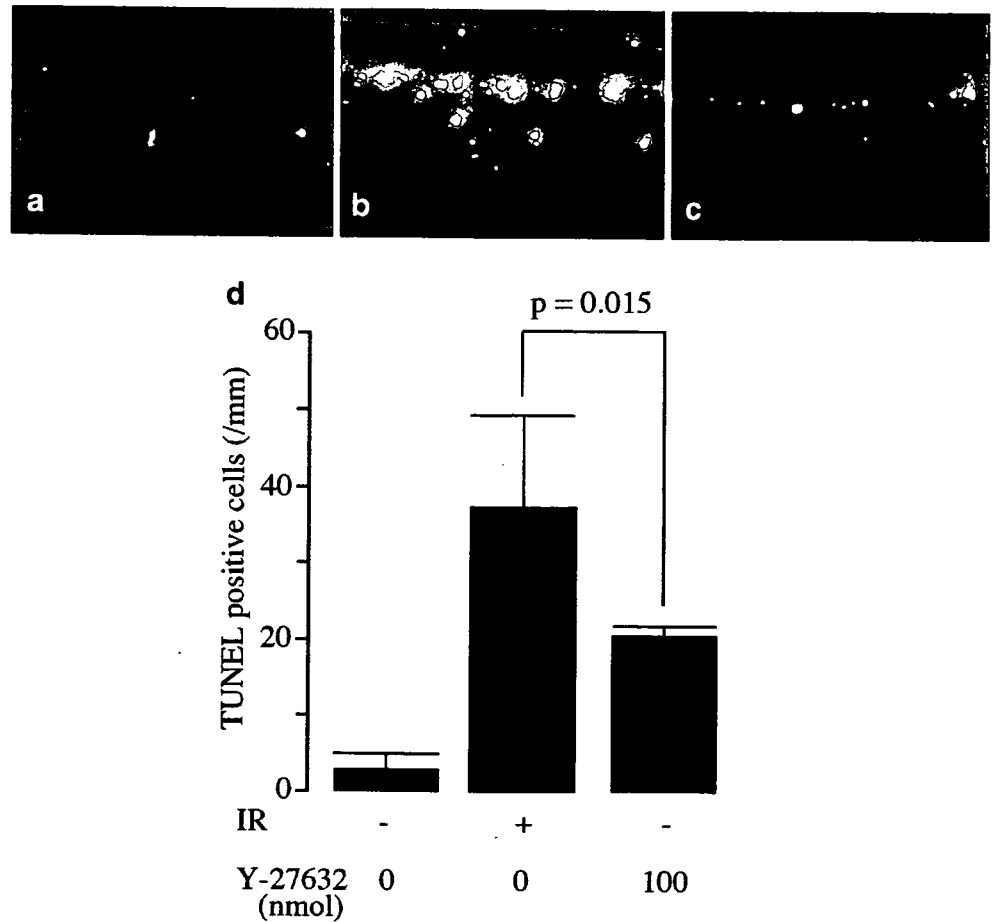 a
b
c
d
p = 0.015
60
40
20
0
TUNEL positive cells (/mm)
IR - + -
Y-27632 0 0 100
(nmol)